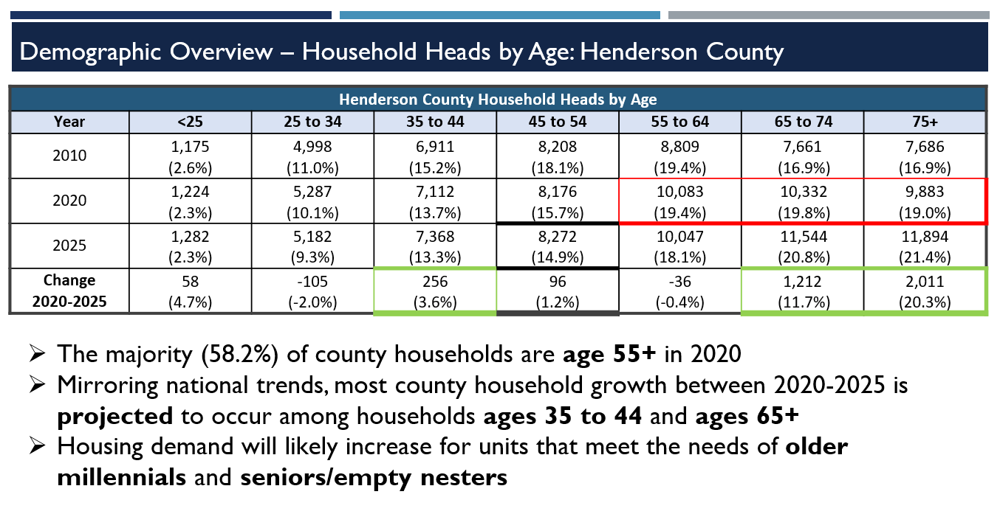 Demographic Overview – Household Heads by Age: Henderson County
Henderson County Household Heads by Age
Year <25 25 to 34 35 to 44 45 to 54 55 to 64 65 to 74 75+
2010 1,175 4,998 6,911 8,208 8,809 7,661 7,686
(2.6%) (11.0%) (15.2%) (18.1%) (19.4%) (16.9%) (16.9%)
2020 1,224 5,287 7,112 8,176 10,083 10,332 9,883
(2.3%) (10.1%) (13.7%) (15.7%) (19.4%) (19.8%) (19.0%)
2025 1,282 5,182 7,368 8,272 10,047 11,544 11,894
(2.3%) (9.3%) (13.3%) (14.9%) (18.1%) (20.8%) (21.4%)
Change 58 -105 256 96 -36 1,212 2,011
2020-2025 (4.7%) (-2.0%) (3.6%) (1.2%) (-0.4%) (11.7%) (20.3%)
➢ The majority (58.2%) of county households are age 55+ in 2020
➢ Mirroring national trends, most county household growth between 2020-2025 is
projected to occur among households ages 35 to 44 and ages 65+
➢ Housing demand will likely increase for units that meet the needs of older
millennials and seniors/empty nesters